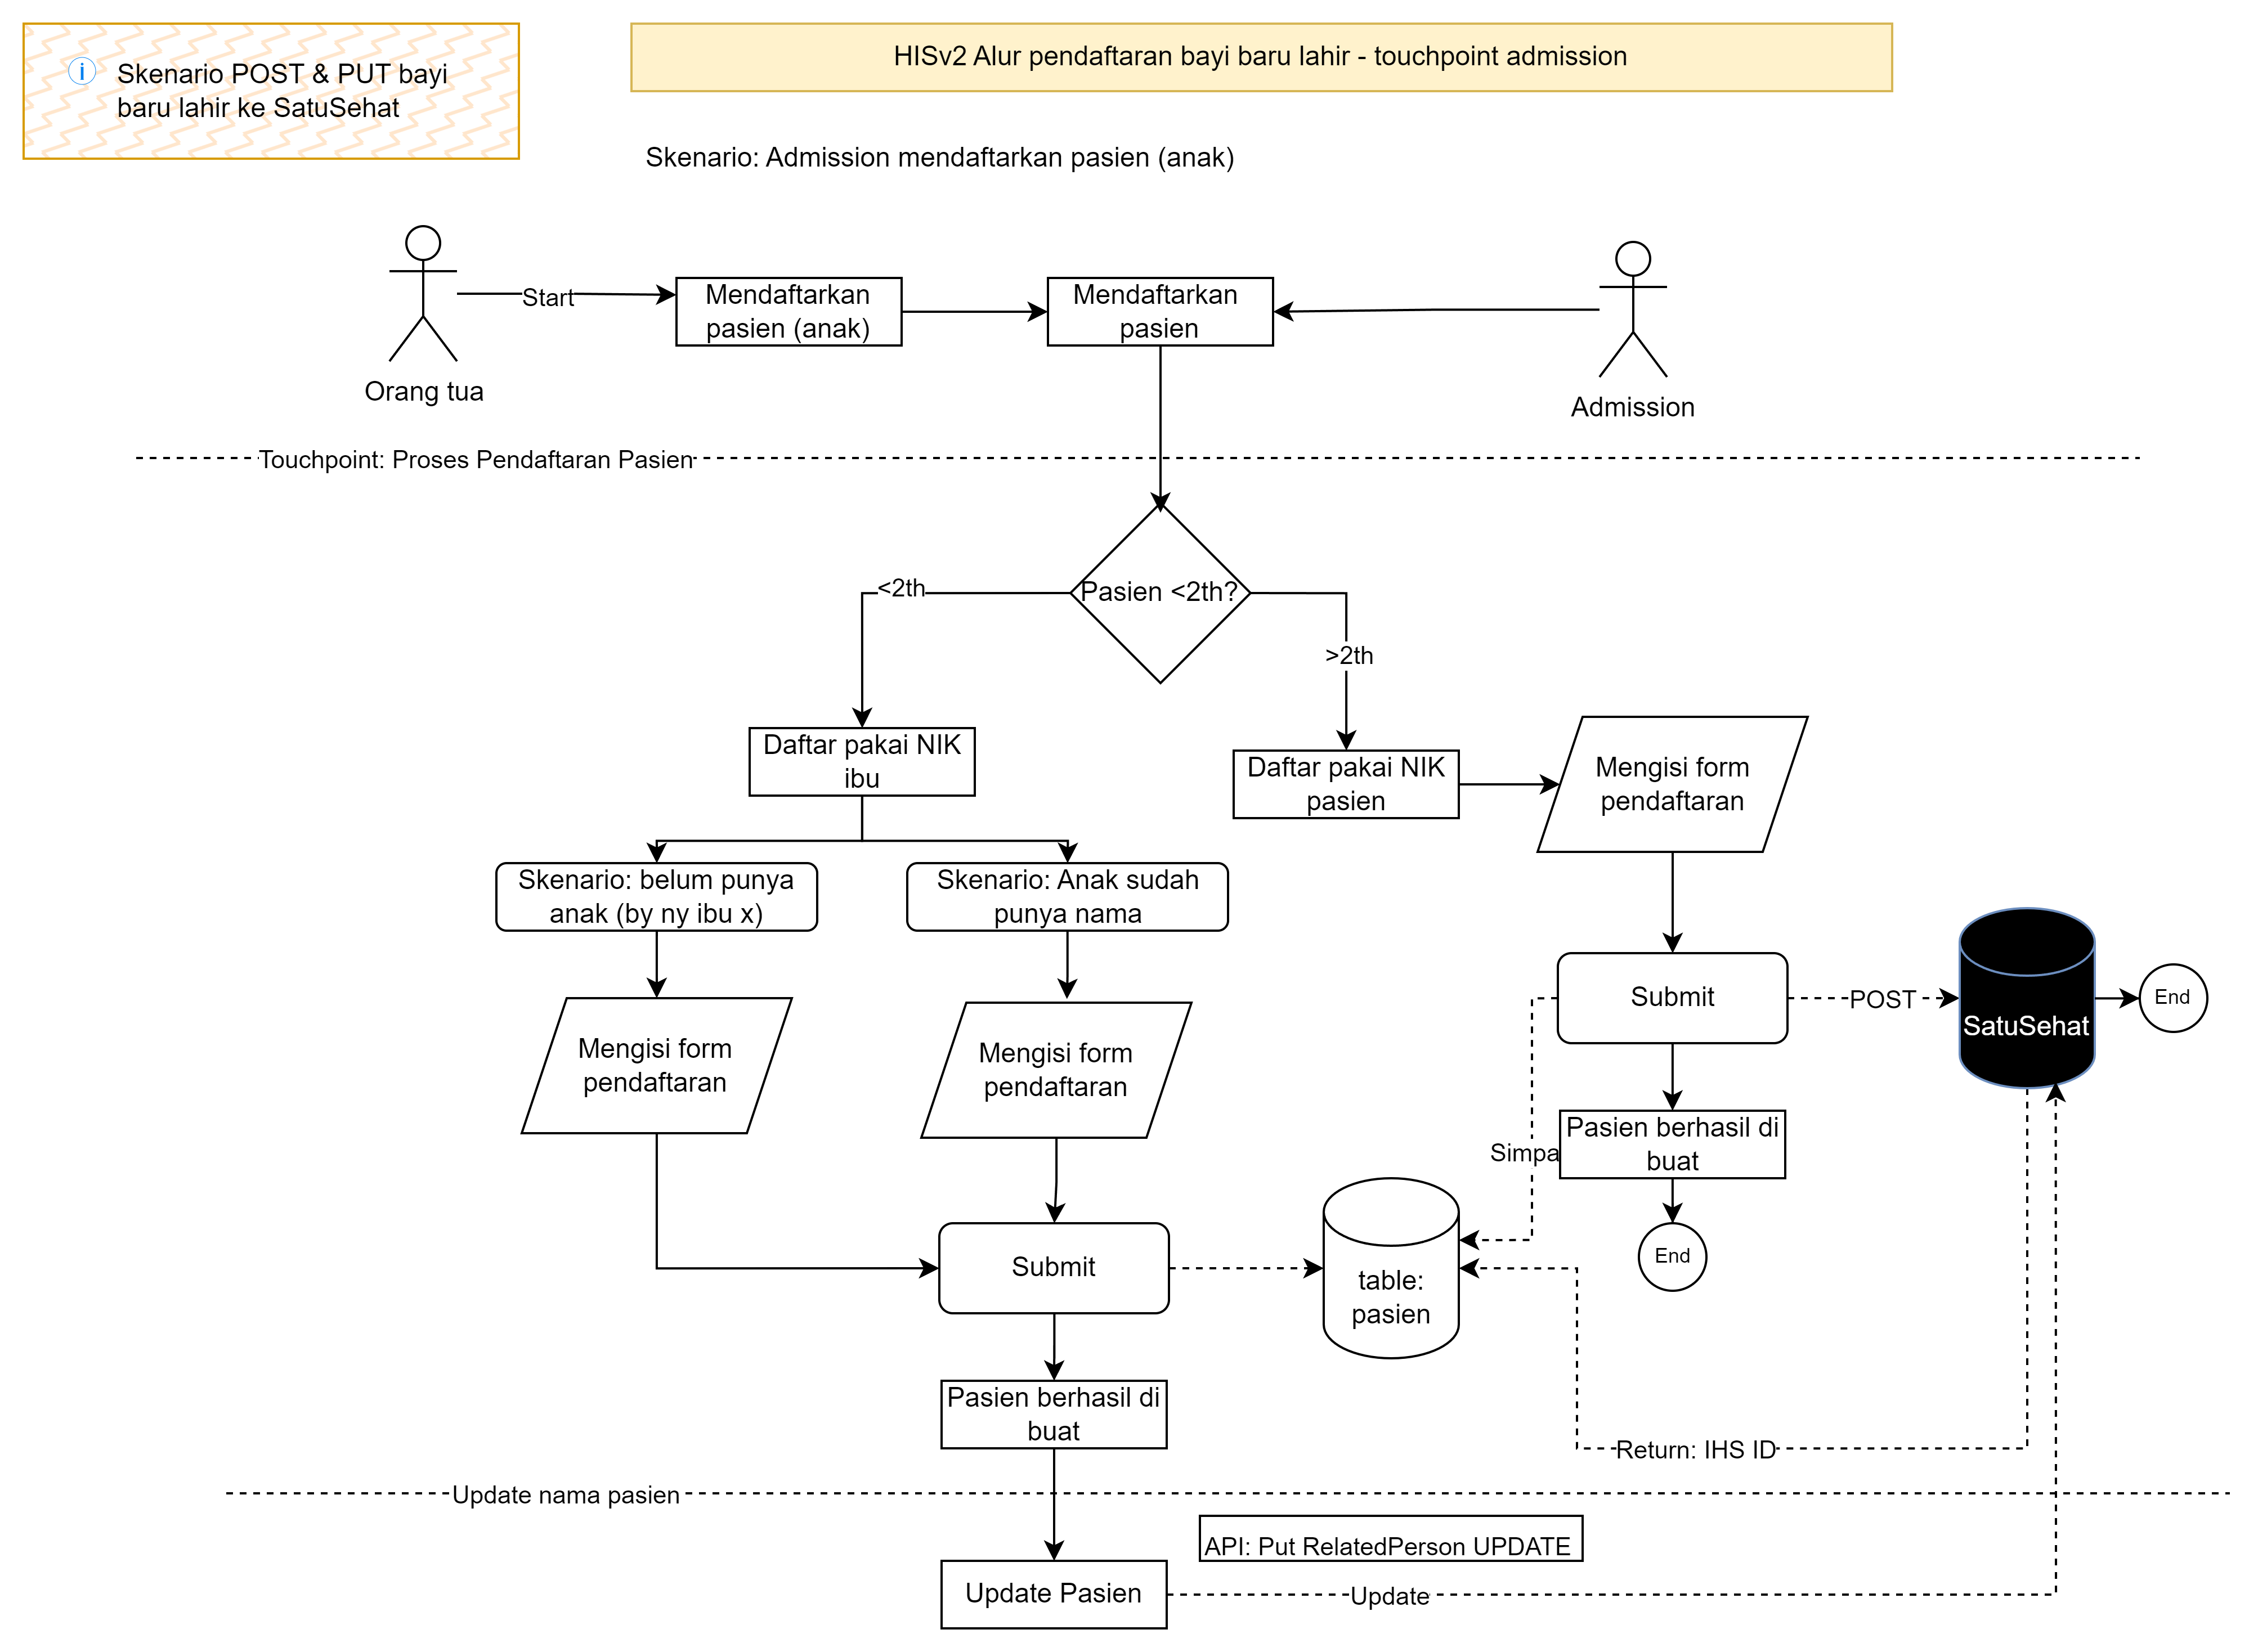 Skenario POST & PUT bayi
baru lahir ke SatuSehat
HISv2 Alur pendaftaran bayi baru lahir - touchpoint admission
Skenario: Admission mendaftarkan pasien (anak)
Start
Mendaftarkan
pasien (anak)
Mendaftarkan
pasien
Orang tua
Admission
Touchpoint: Proses Pendaftaran Pasien
Pasien <2th?
<2th
>2th
Daftar pakai NIK
ibu
Daftar pakai NIK
pasien
Mengisi form
pendaftaran
Skenario: belum punya
anak (by ny ibu x)
Skenario: Anak sudah
punya nama
Mengisi form
pendaftaran
Mengisi form
pendaftaran
Submit
POST
SatuSehat
End
Simpa
Pasien berhasil di
buat
End
Submit
table:
pasien
Pasien berhasil di
buat
Return: IHS ID
Update nama pasien
API: Put RelatedPerson UPDATE
Update Pasien
Update